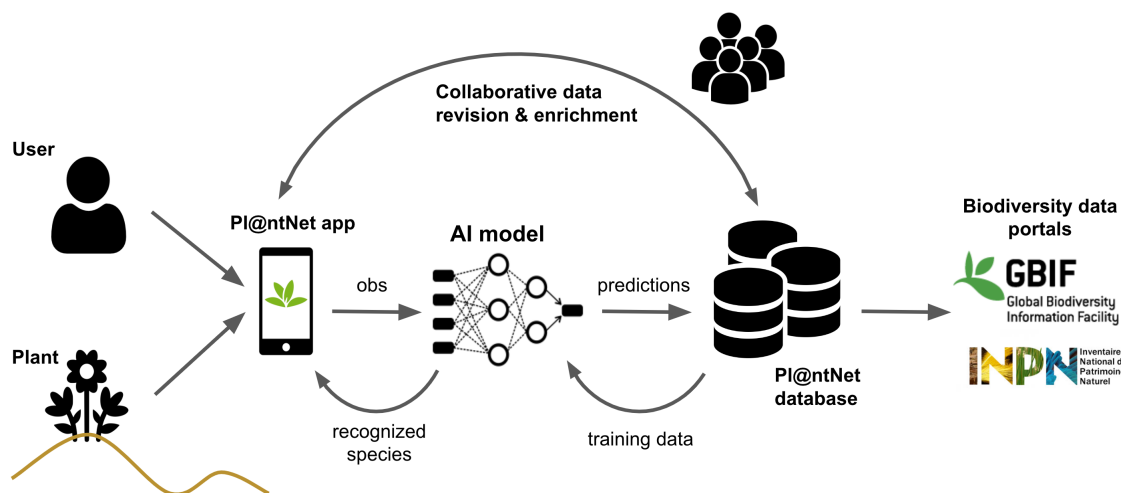 Collaborative data
revision & enrichment
User
Pl@ntNet app
AI model
Biodiversity data
portals
obs
predictions
GBIF
Global Biodiversity
Information Facility
Plant
INPN
Inventaire
National d
Patrimoin
Naturel
Pl@ntNet
database
recognized
species
training data